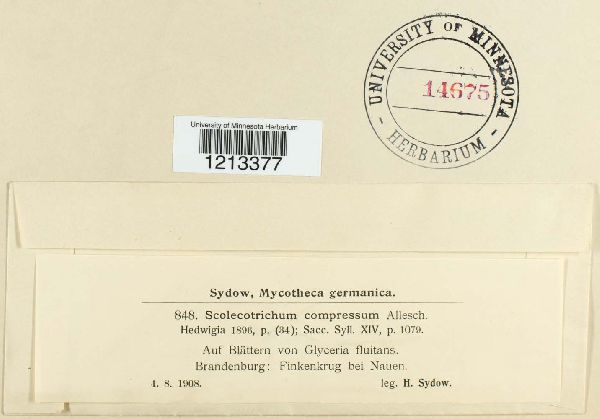 UNIVERSITY OF MINNESOTA
14675
- HERBARIUM -
University of Minnesota Herbarium
1213377
Sydow, Mycotheca germanica.
848. Scolecotrichum compressum Allesch.
Hedwigia 1896, p. (34); Sacc. Syll. XIV, p. 1079.
Auf Blättern von Glyceria fluitans.
Brandenburg: Finkenkrug bei Nauen.
4. 8. 1908. leg. H. Sydow.